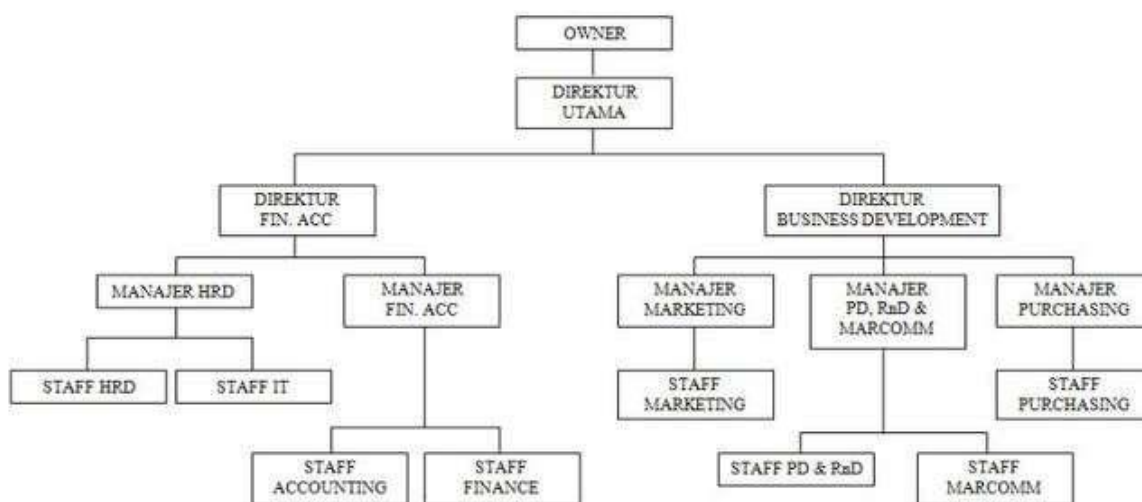 OWNER
DIREKTUR
UTAMA
DIREKTUR
FIN. ACC
DIREKTUR
BUSINESS DEVELOPMENT
MANAJER HRD
MANAJER
FIN. ACC
MANAJER
MARKETING
MANAJER
PD, RnD &
MARCOMM
MANAJER
PURCHASING
STAFF HRD
STAFF IT
STAFF
MARKETING
STAFF
PURCHASING
STAFF
ACCOUNTING
STAFF
FINANCE
STAFF PD & RnD
STAFF
MARCOMM